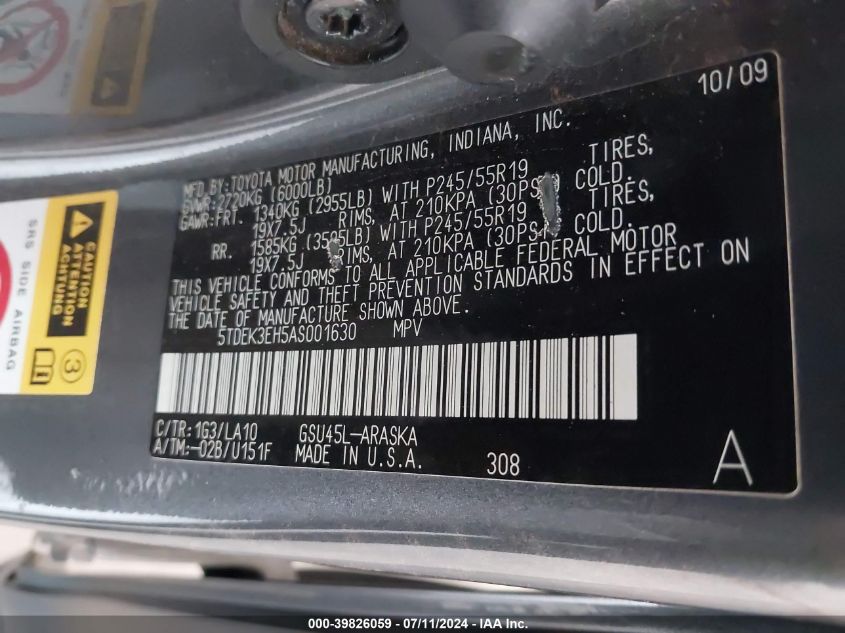 10/09
MFD.BY:TOYOTA MOTOR MANUFACTURING, INDIANA, INC.
GVWR:2720KG (6000LB)
GAWR:FRT. 1340KG (2955LB) WITH P245/55R19 TIRES,
19X7.5J RIMS, AT 210KPA (30PSI) COLD.
RR. 1585KG LB) WITH P245/55R19 TIRES,
19X7.5J RIMS, AT 210KPA (30PSI) COLD.
THIS VEHICLE CONFORMS TO ALL APPLICABLE FEDERAL MOTOR
VEHICLE SAFETY AND THEFT PREVENTION STANDARDS IN EFFECT ON
THE DATE OF MANUFACTURE SHOWN ABOVE.
5TDEK3EH5AS001630 MPV
C/TR:1G3/LA10 GSU45L-ARASKA
A/TM:-02B/U151F MADE IN U.S.A. 308
A
SRS SIDE AIRBAG
CAUTION
ATTENTION
ACHTUNG
3
000-39826059 - 07/11/2024 - IAA Inc.